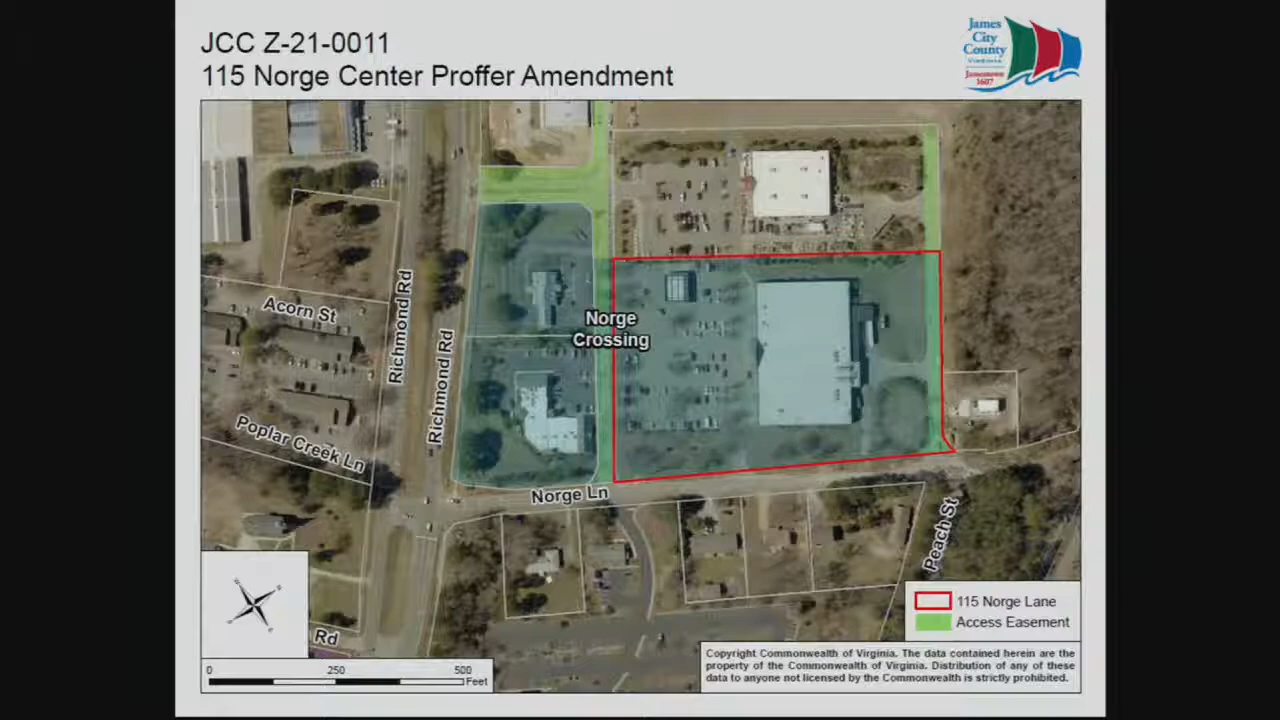 JCC Z-21-0011
115 Norge Center Proffer Amendment
James
City
County
Virginia
Jamestown
1607
Acorn St
Richmond Rd
Richmond Rd
Norge
Crossing
Poplar Creek Ln
Norge Ln
Peach St
Rd
115 Norge Lane
Access Easement
0 250 500
Feet
Copyright Commonwealth of Virginia. The data contained herein are the
property of the Commonwealth of Virginia. Distribution of any of these
data to anyone not licensed by the Commonwealth is strictly prohibited.